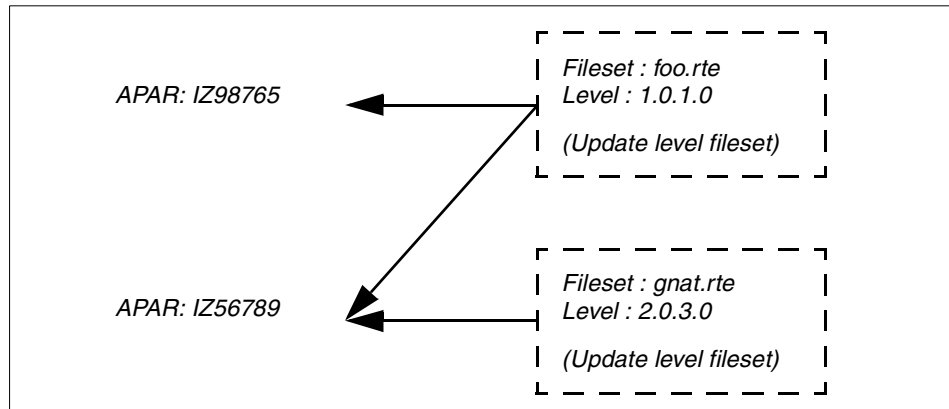 APAR: IZ98765
Fileset : foo.rte
Level : 1.0.1.0
(Update level fileset)
APAR: IZ56789
Fileset : gnat.rte
Level : 2.0.3.0
(Update level fileset)